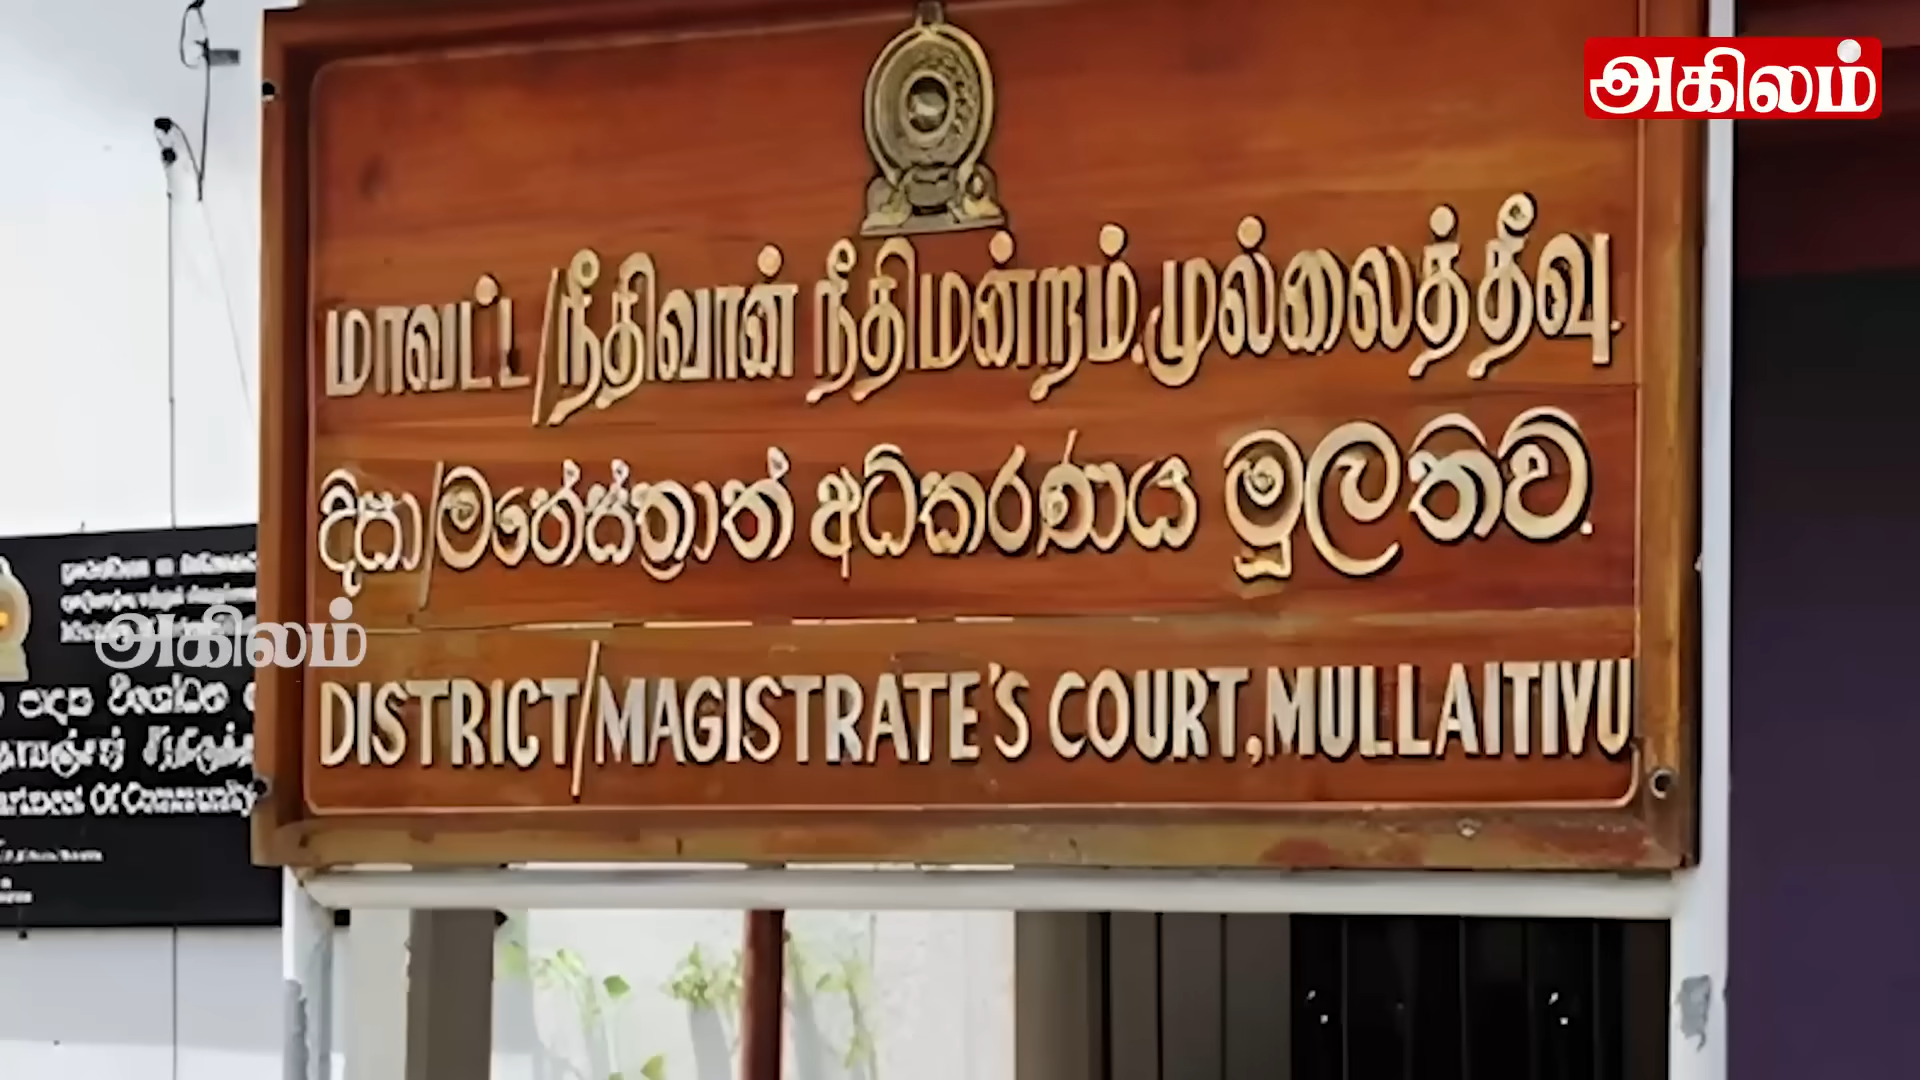 அகிலம்
மாவட்ட/நீதிவான் நீதிமன்றம்,முல்லைத்தீவு.
දිසා/මහේස්ත්‍රාත් අධිකරණය මුලතිව්.
DISTRICT/MAGISTRATE'S COURT,MULLAITIVU
அகிலம்